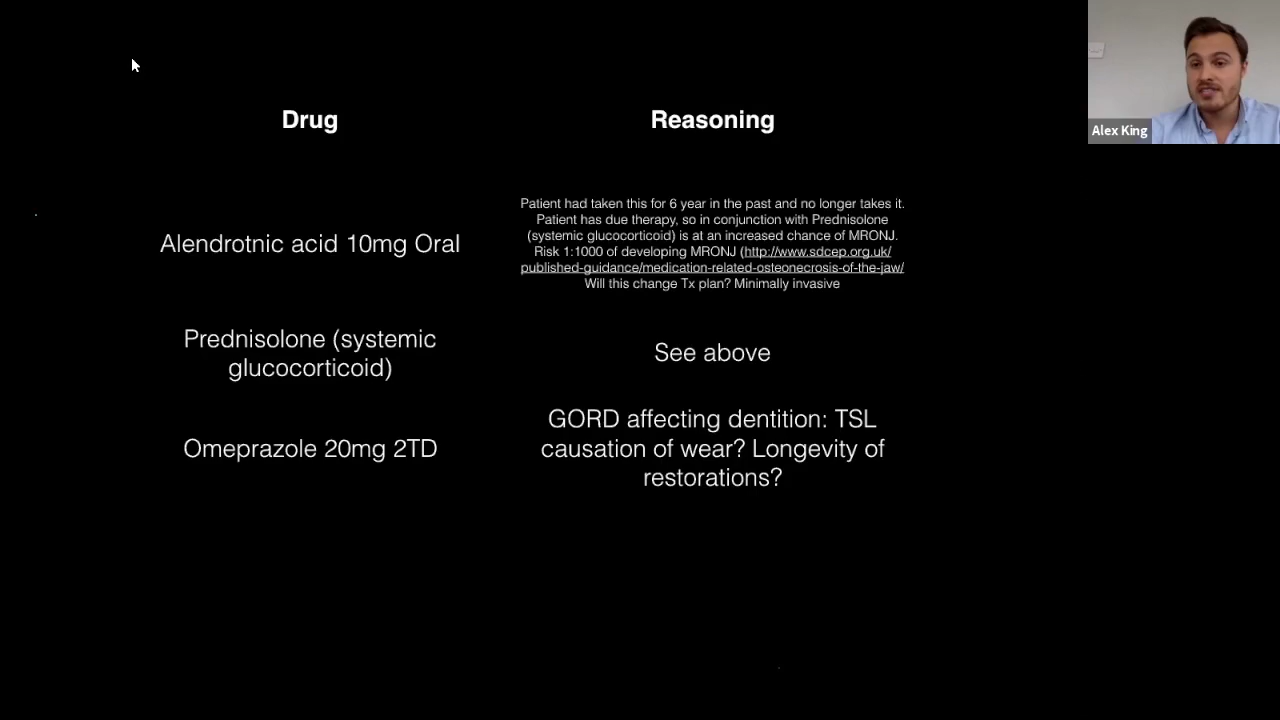 Drug
Reasoning
Alendrotnic acid 10mg Oral
Patient had taken this for 6 year in the past and no longer takes it.
Patient has due therapy, so in conjunction with Prednisolone
(systemic glucocorticoid) is at an increased chance of MRONJ.
Risk 1:1000 of developing MRONJ (http://www.sdcep.org.uk/
published-guidance/medication-related-osteonecrosis-of-the-jaw/
Will this change Tx plan? Minimally invasive
Prednisolone (systemic
glucocorticoid)
See above
Omeprazole 20mg 2TD
GORD affecting dentition: TSL
causation of wear? Longevity of
restorations?
Alex King